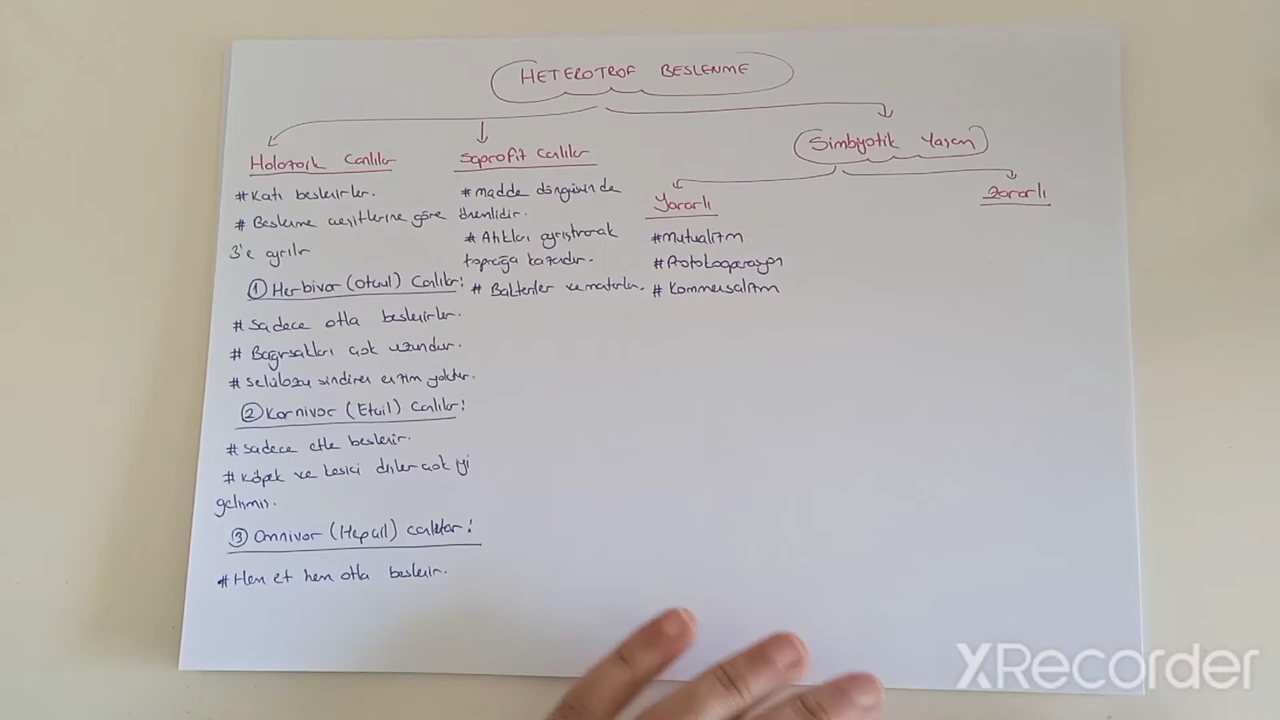 HETEROTROF BESLENME
Holozoik Canlılar
# Katı beslenirler.
# Beslenme çeşitlerine göre
3'e ayrılır
① Herbivor (Otçul) Canlılar!
# Sadece otla beslenirler.
# Bağırsakları çok uzundur.
# Selülozu sindiren enzim yoktur.
② Karnivor (Etçil) Canlılar!
# Sadece etle beslenir.
# Köpek ve kesici dişler çok iyi
gelişmiş.
③ Omnivor (Hepçil) Canlılar!
# Hem et hem otla beslenir.
Saprofit Canlılar
# madde döngüsünde
önemlidir.
# Atıkları ayrıştırarak
toprağa kazandır.
# Bakteriler ve mantarlar.
Simbiyotik Yaşam
Yararlı
# Mutualizm
# Protokooperasyon
# Kommensalizm
Zararlı
XRecorder